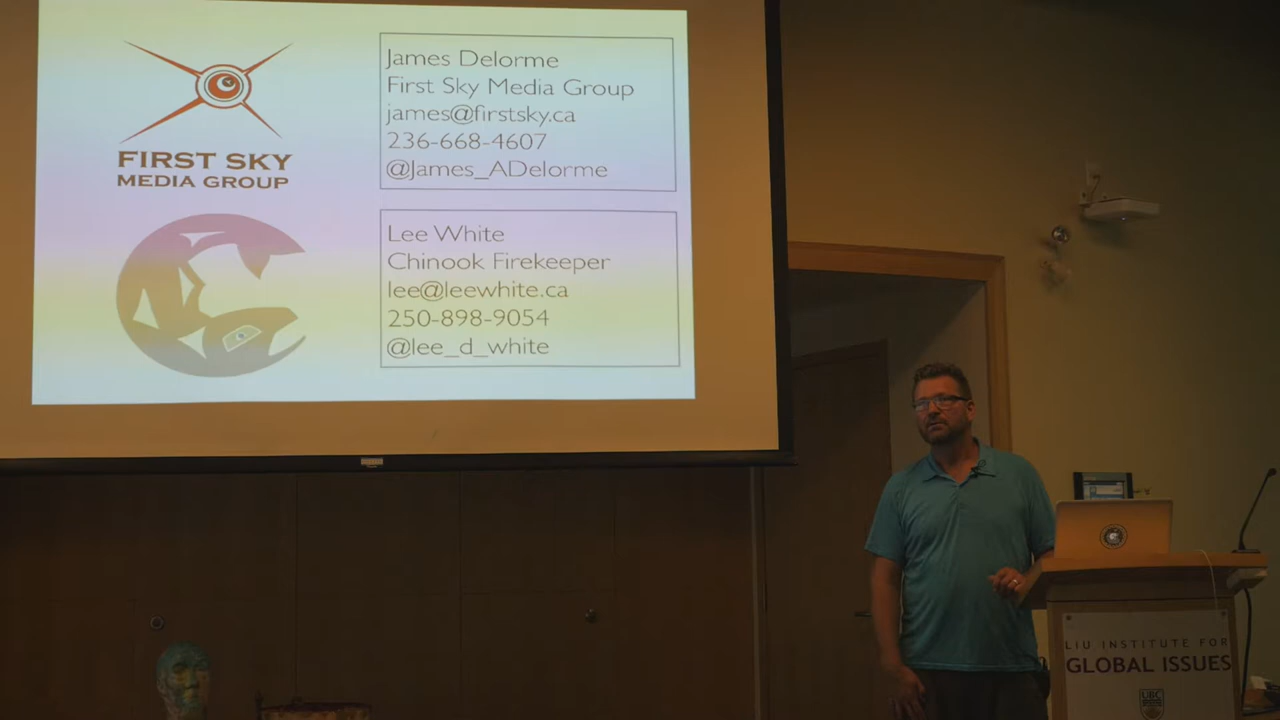 FIRST SKY
MEDIA GROUP
James Delorme
First Sky Media Group
james@firstsky.ca
236-668-4607
@James_ADelorme
Lee White
Chinook Firekeeper
lee@leewhite.ca
250-898-9054
@lee_d_white
LIU INSTITUTE FOR
GLOBAL ISSUES
UBC